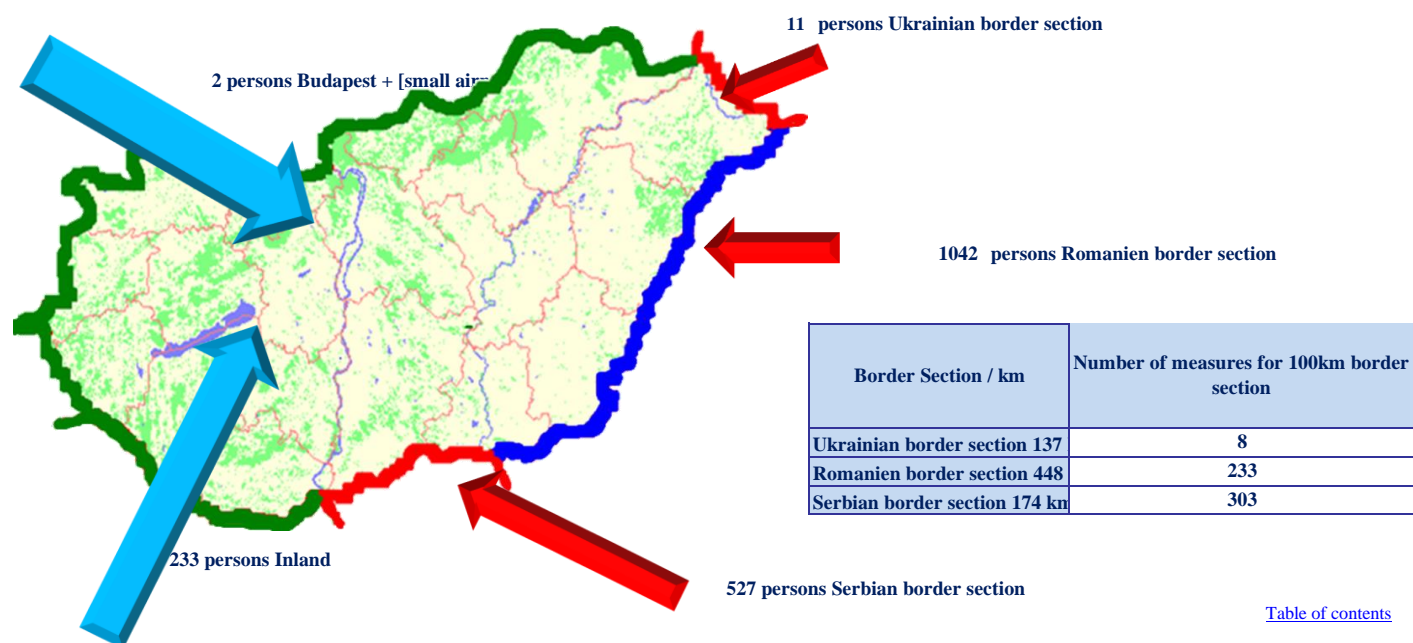 11 persons Ukrainian border section
2 persons Budapest + [small
1042 persons Romanien border section
Border Section / km
Number of measures for 100km border
section
Ukrainian border section 137
8
Romanien border section 448
233
Serbian border section 174 km
303
233 persons Inland
527 persons Serbian border section
Table of contents